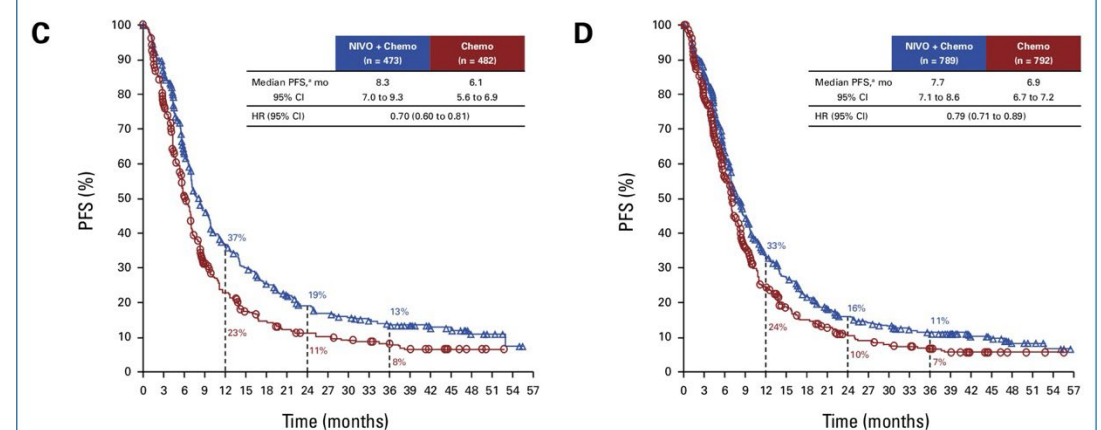 C
NIVO + Chemo Chemo
(n = 473) (n = 482)
Median PFS,ᵃ mo 8.3 6.1
95% CI 7.0 to 9.3 5.6 to 6.9
HR (95% CI) 0.70 (0.60 to 0.81)
100
90
80
70
60
50
40
30
20
10
0
PFS (%)
37%
19%
13%
23%
11%
8%
0 3 6 9 12 15 18 21 24 27 30 33 36 39 42 45 48 51 54 57
Time (months)
D
NIVO + Chemo Chemo
(n = 789) (n = 792)
Median PFS,ᵃ mo 7.7 6.9
95% CI 7.1 to 8.6 6.7 to 7.2
HR (95% CI) 0.79 (0.71 to 0.89)
100
90
80
70
60
50
40
30
20
10
0
PFS (%)
33%
16%
11%
24%
10%
7%
0 3 6 9 12 15 18 21 24 27 30 33 36 39 42 45 48 51 54 57
Time (months)